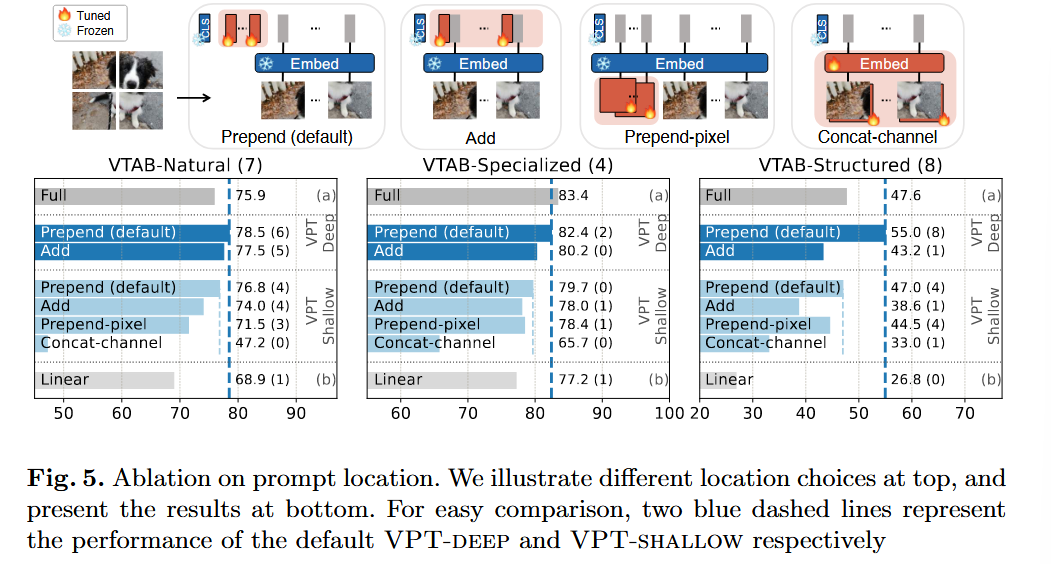 Tuned
Frozen
CLS ... 
Embed
...
Prepend (default)
CLS ...
Embed
...
Add
CLS ... ...
Embed
...
Prepend-pixel
CLS ...
Embed
...
Concat-channel
VTAB-Natural (7)
Full 75.9 (a)
Prepend (default) 78.5 (6)
Add 77.5 (5)
VPT Deep
Prepend (default) 76.8 (4)
Add 74.0 (4)
Prepend-pixel 71.5 (3)
Concat-channel 47.2 (0)
VPT Shallow
Linear 68.9 (1) (b)
50 60 70 80 90
VTAB-Specialized (4)
Full 83.4 (a)
Prepend (default) 82.4 (2)
Add 80.2 (0)
VPT Deep
Prepend (default) 79.7 (0)
Add 78.0 (1)
Prepend-pixel 78.4 (1)
Concat-channel 65.7 (0)
VPT Shallow
Linear 77.2 (1) (b)
60 70 80 90 100
VTAB-Structured (8)
Full 47.6 (a)
Prepend (default) 55.0 (8)
Add 43.2 (1)
VPT Deep
Prepend (default) 47.0 (4)
Add 38.6 (1)
Prepend-pixel 44.5 (4)
Concat-channel 33.0 (1)
VPT Shallow
Linear 26.8 (0) (b)
20 30 40 50 60 70
Fig. 5. Ablation on prompt location. We illustrate different location choices at top, and
present the results at bottom. For easy comparison, two blue dashed lines represent
the performance of the default VPT-DEEP and VPT-SHALLOW respectively